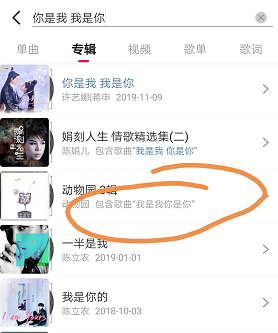 你是我 我是你
单曲 专辑 视频 歌单 歌词
你是我 我是你
许艺娜|蒋申 2019-11-09
娟刻人生 情歌精选集(二)
陈娟儿 包含歌曲“我是我 你是你”
动物园 3辑
动物园 包含歌曲“我是我你是你”
一半是我
陈立农 2019-01-01
我是你的
陈立农 2018-10-03